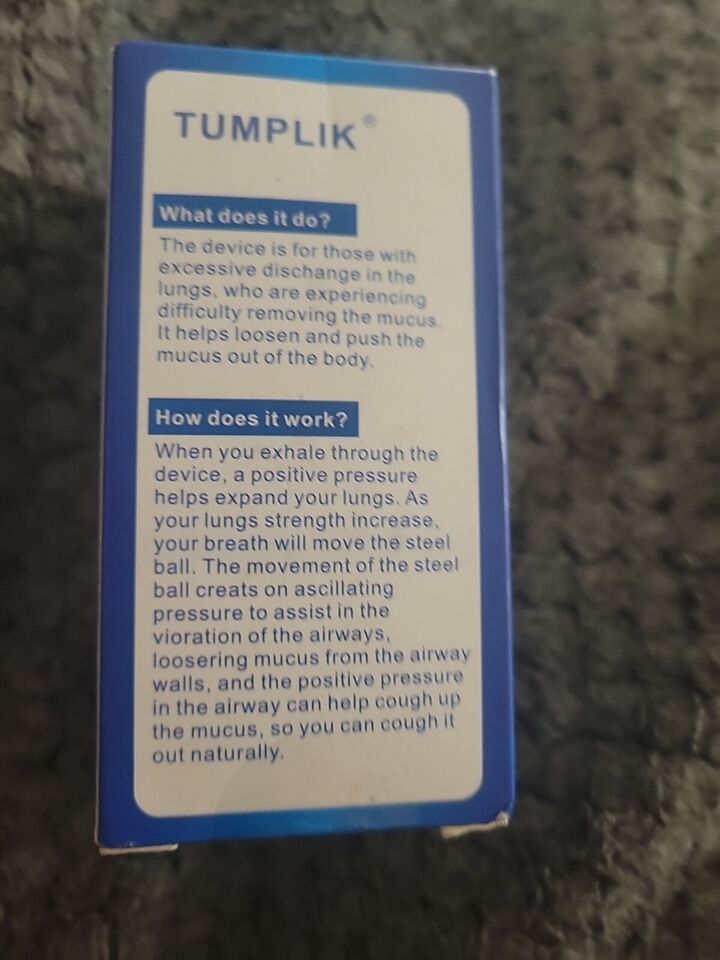 TUMPLIK®
What does it do?
The device is for those with
excessive dischange in the
lungs, who are experiencing
difficulty removing the mucus.
It helps loosen and push the
mucus out of the body.
How does it work?
When you exhale through the
device, a positive pressure
helps expand your lungs. As
your lungs strength increase,
your breath will move the steel
ball. The movement of the steel
ball creats on ascillating
pressure to assist in the
vioration of the airways,
loosering mucus from the airway
walls, and the positive pressure
in the airway can help cough up
the mucus, so you can cough it
out naturally.